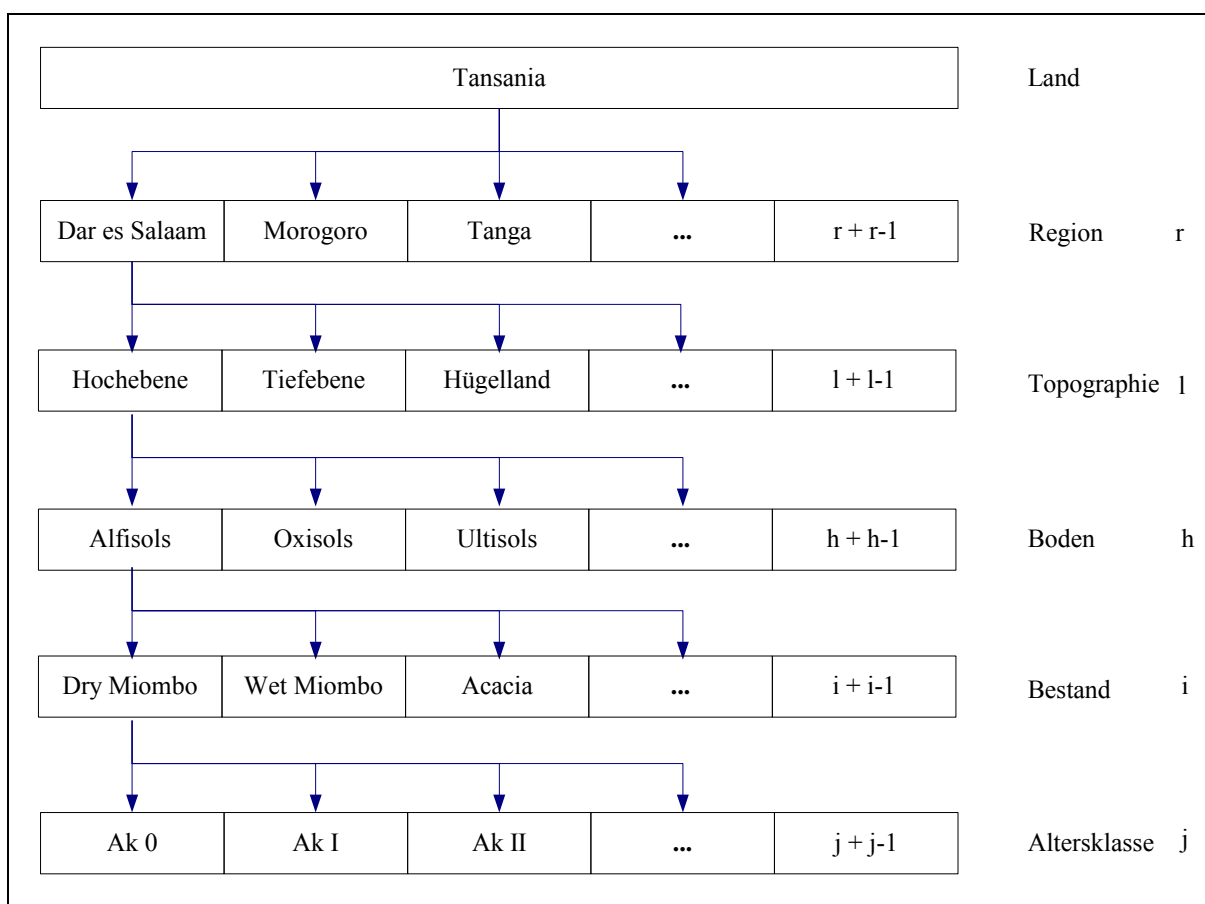 Tansania Land
Dar es Salaam Morogoro Tanga ... r + r-1 Region r
Hochebene Tiefebene Hügelland ... l + l-1 Topographie l
Alfisols Oxisols Ultisols ... h + h-1 Boden h
Dry Miombo Wet Miombo Acacia ... i + i-1 Bestand i
Ak 0 Ak I Ak II ... j + j-1 Altersklasse j